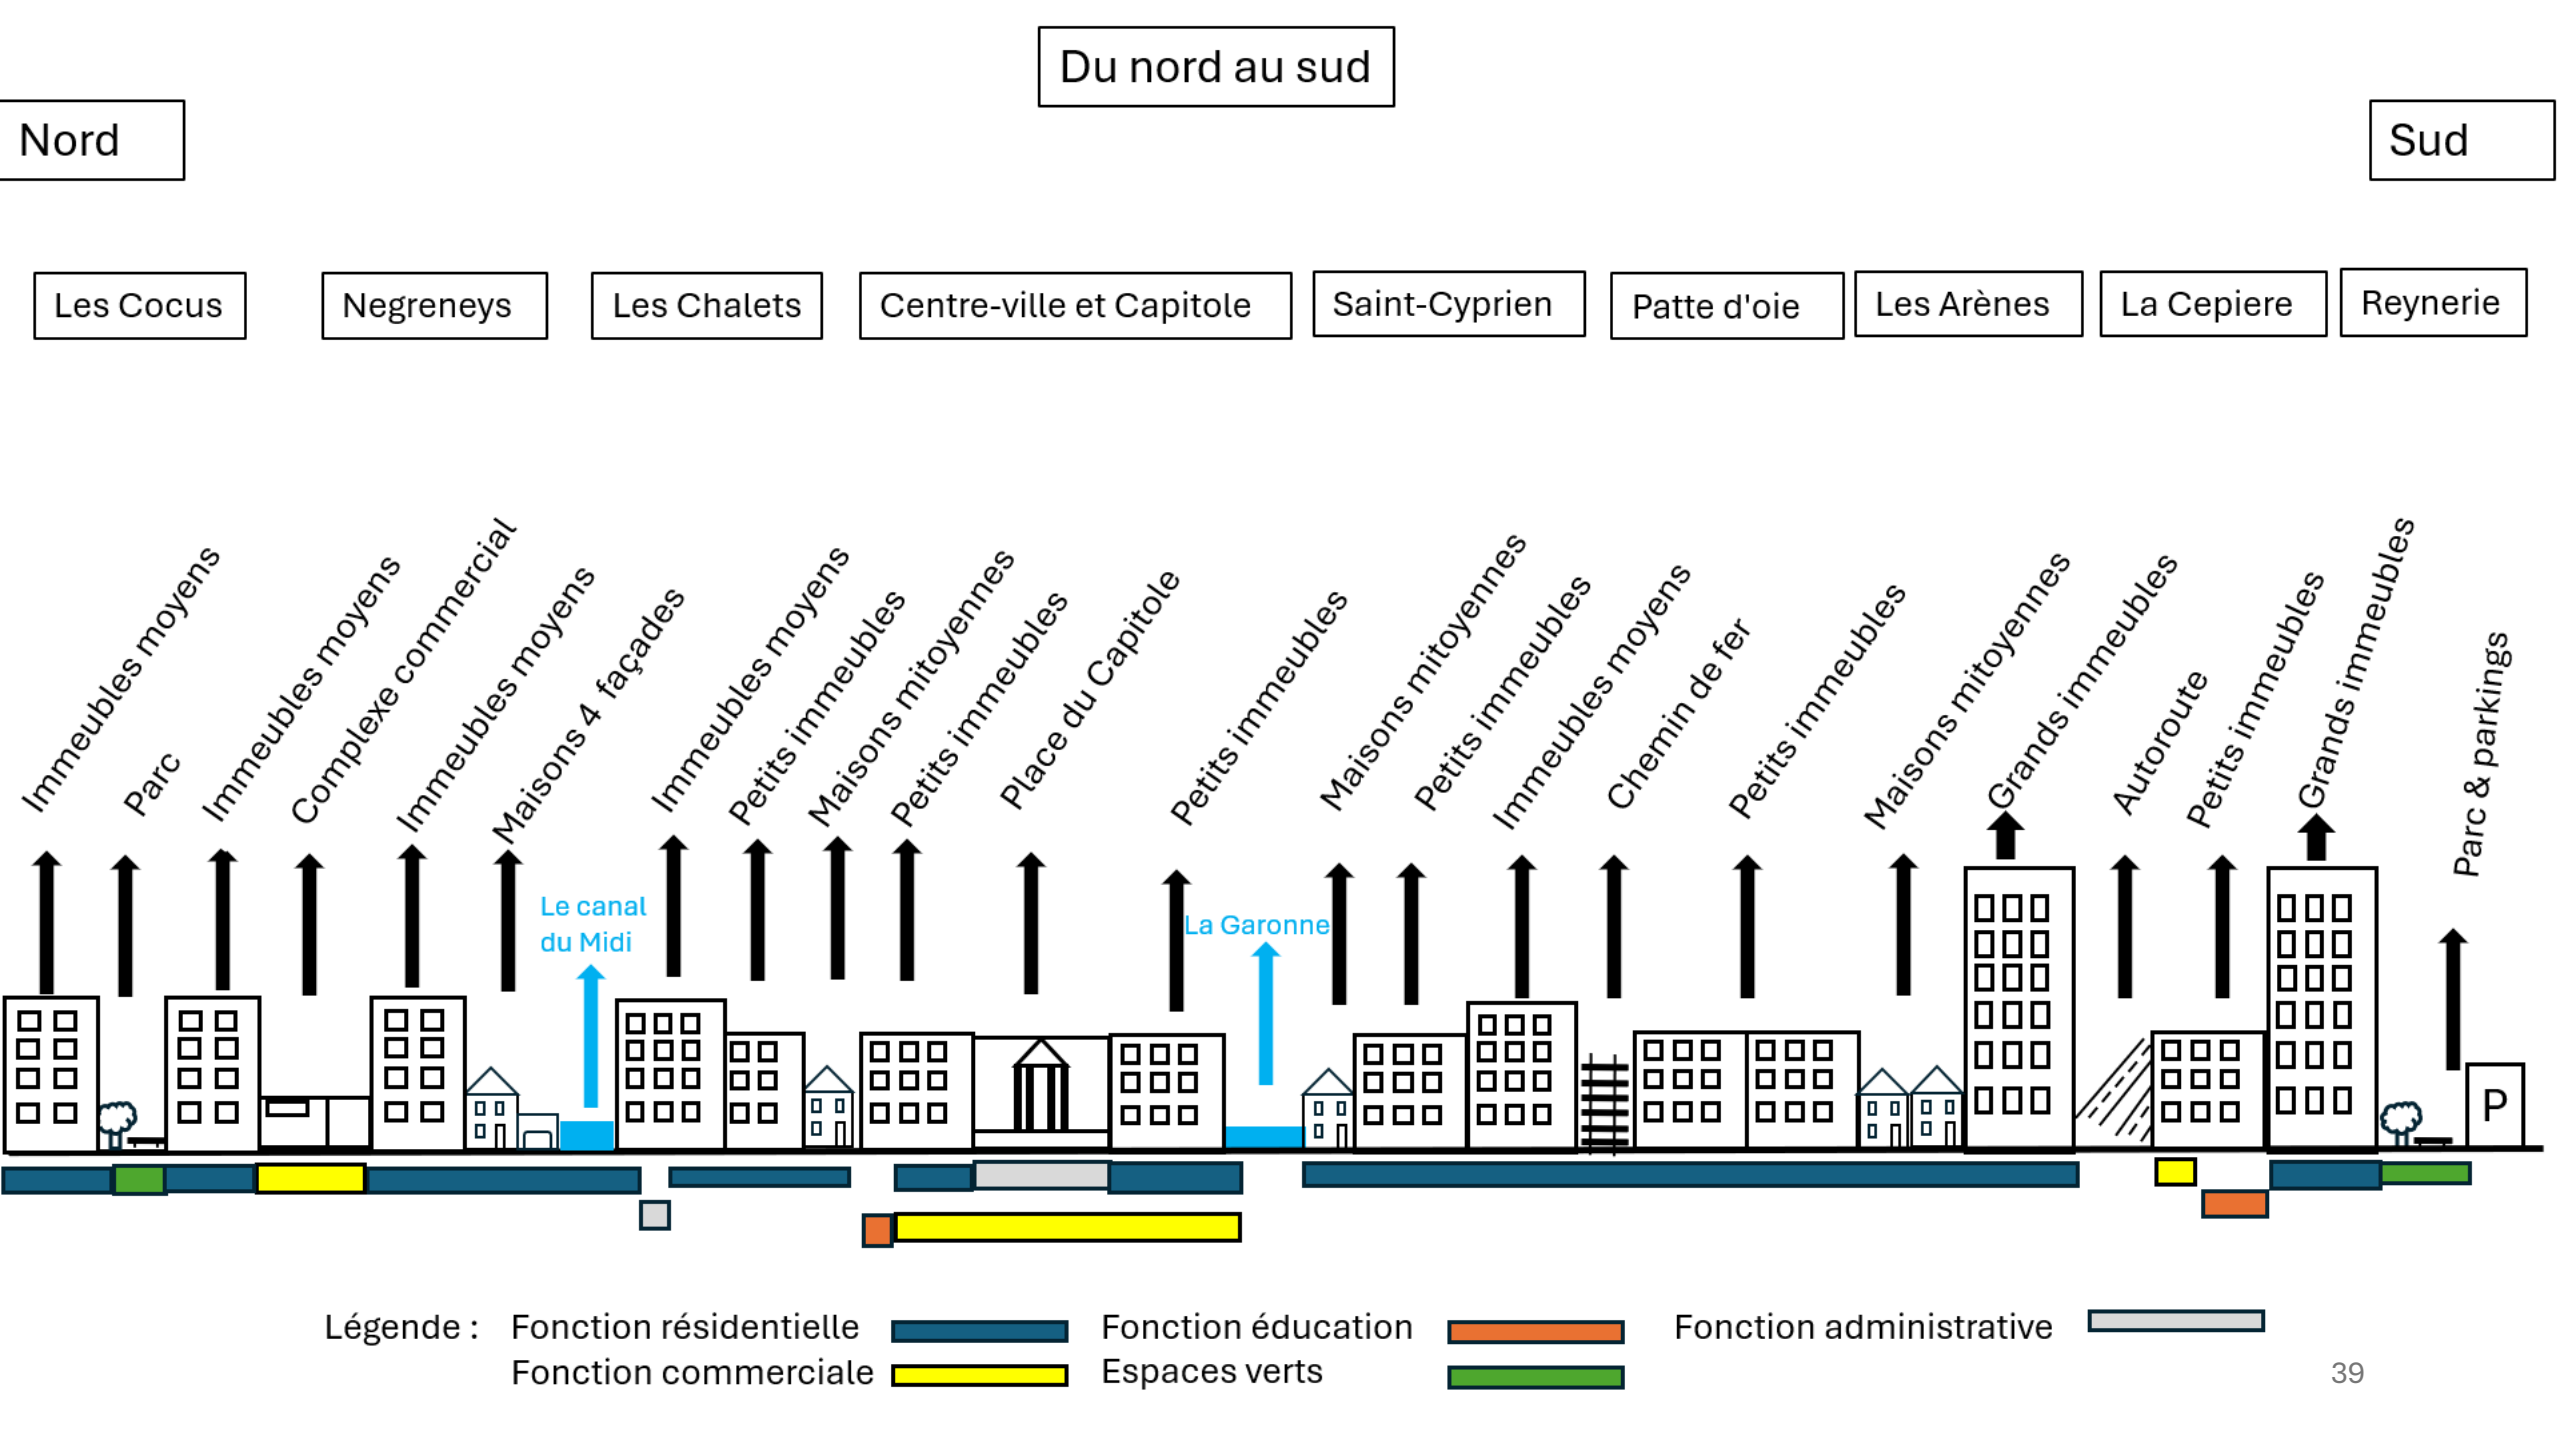 Du nord au sud
Nord
Sud
Les Cocus
Negreneys
Les Chalets
Centre-ville et Capitole
Saint-Cyprien
Patte d'oie
Les Arènes
La Cepiere
Reynerie
Immeubles moyens
Parc
Immeubles moyens
Complexe commercial
Immeubles moyens
Maisons 4 façades
Le canal
du Midi
Immeubles moyens
Petits immeubles
Maisons mitoyennes
Petits immeubles
Place du Capitole
Petits immeubles
La Garonne
Maisons mitoyennes
Petits immeubles
Immeubles moyens
Chemin de fer
Petits immeubles
Maisons mitoyennes
Grands immeubles
Autoroute
Petits immeubles
Grands immeubles
Parc & parkings
P
Légende : Fonction résidentielle Fonction éducation Fonction administrative
Fonction commerciale Espaces verts
39